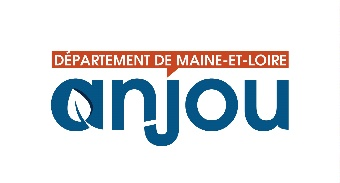 DÉPARTEMENT DE MAINE-ET-LOIRE
anjou